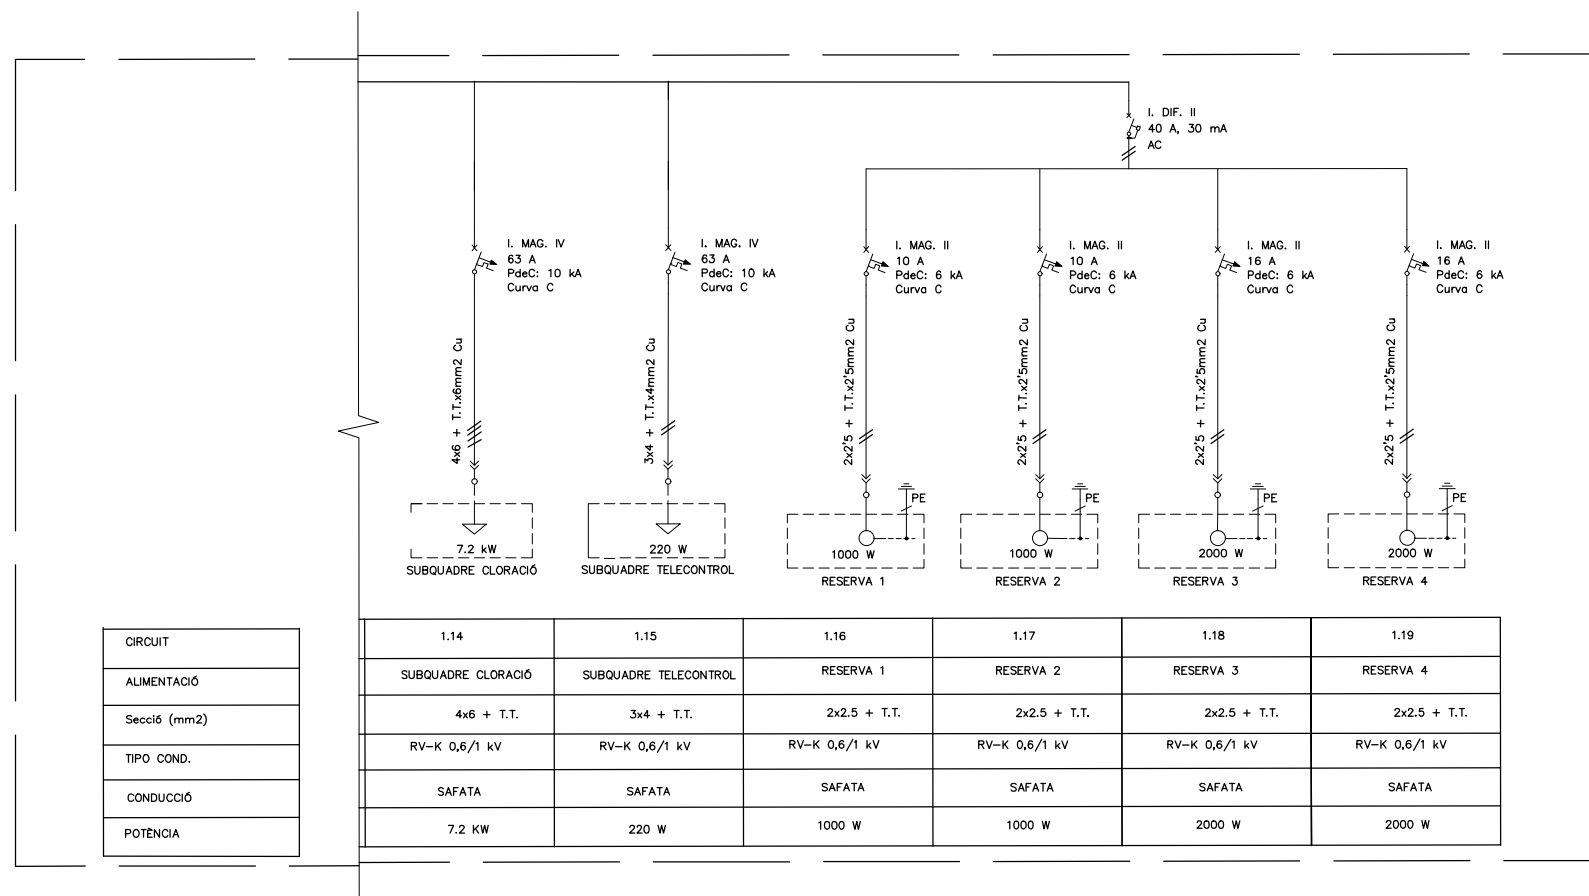 I. DIF. II
40 A, 30 mA
AC
I. MAG. IV
63 A
PdeC: 10 kA
Curva C
I. MAG. IV
63 A
PdeC: 10 kA
Curva C
I. MAG. II
10 A
PdeC: 6 kA
Curva C
I. MAG. II
10 A
PdeC: 6 kA
Curva C
I. MAG. II
16 A
PdeC: 6 kA
Curva C
I. MAG. II
16 A
PdeC: 6 kA
Curva C
4x6 + T.T.x6mm2 Cu
3x4 + T.T.x4mm2 Cu
2x2'5 + T.T.x2'5mm2 Cu
2x2'5 + T.T.x2'5mm2 Cu
2x2'5 + T.T.x2'5mm2 Cu
2x2'5 + T.T.x2'5mm2 Cu
PE
PE
PE
PE
7.2 kW
220 W
1000 W
1000 W
2000 W
2000 W
SUBQUADRE CLORACIÓ
SUBQUADRE TELECONTROL
RESERVA 1
RESERVA 2
RESERVA 3
RESERVA 4
CIRCUIT 1.14 1.15 1.16 1.17 1.18 1.19
ALIMENTACIÓ SUBQUADRE CLORACIÓ SUBQUADRE TELECONTROL RESERVA 1 RESERVA 2 RESERVA 3 RESERVA 4
Secció (mm2) 4x6 + T.T. 3x4 + T.T. 2x2.5 + T.T. 2x2.5 + T.T. 2x2.5 + T.T. 2x2.5 + T.T.
TIPO COND. RV-K 0,6/1 kV RV-K 0,6/1 kV RV-K 0,6/1 kV RV-K 0,6/1 kV RV-K 0,6/1 kV RV-K 0,6/1 kV
CONDUCCIÓ SAFATA SAFATA SAFATA SAFATA SAFATA SAFATA
POTÈNCIA 7.2 KW 220 W 1000 W 1000 W 2000 W 2000 W